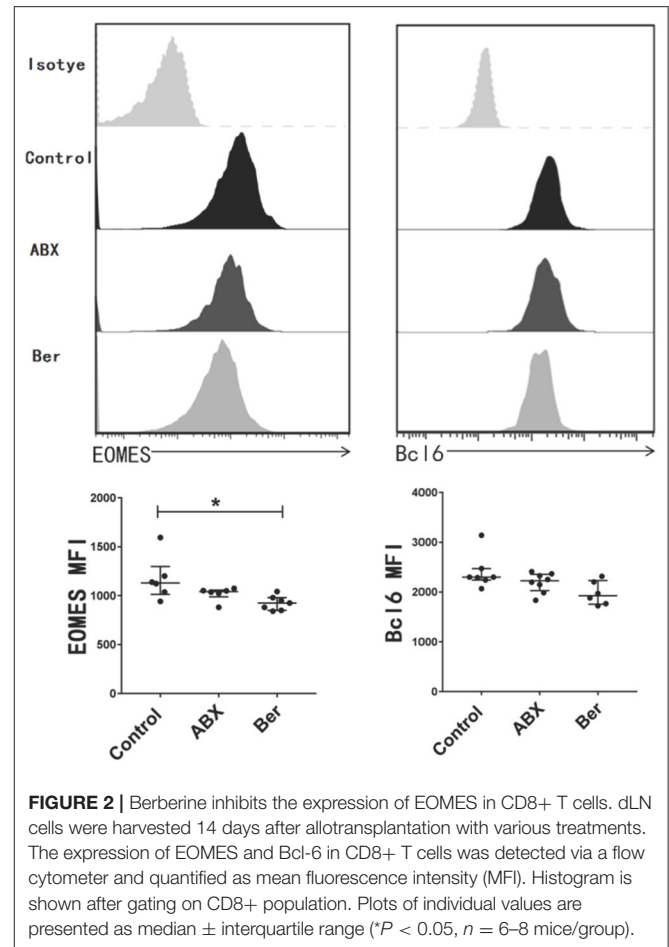 Isotye
Control
ABX
Ber
EOMES
Bcl6
*
EOMES MFI
2000
1500
1000
500
0
Control
ABX
Ber
Bcl6 MFI
4000
3000
2000
1000
0
Control
ABX
Ber
FIGURE 2 | Berberine inhibits the expression of EOMES in CD8+ T cells. dLN
cells were harvested 14 days after allotransplantation with various treatments.
The expression of EOMES and Bcl-6 in CD8+ T cells was detected via a flow
cytometer and quantified as mean fluorescence intensity (MFI). Histogram is
shown after gating on CD8+ population. Plots of individual values are
presented as median ± interquartile range (*P < 0.05, n = 6–8 mice/group).